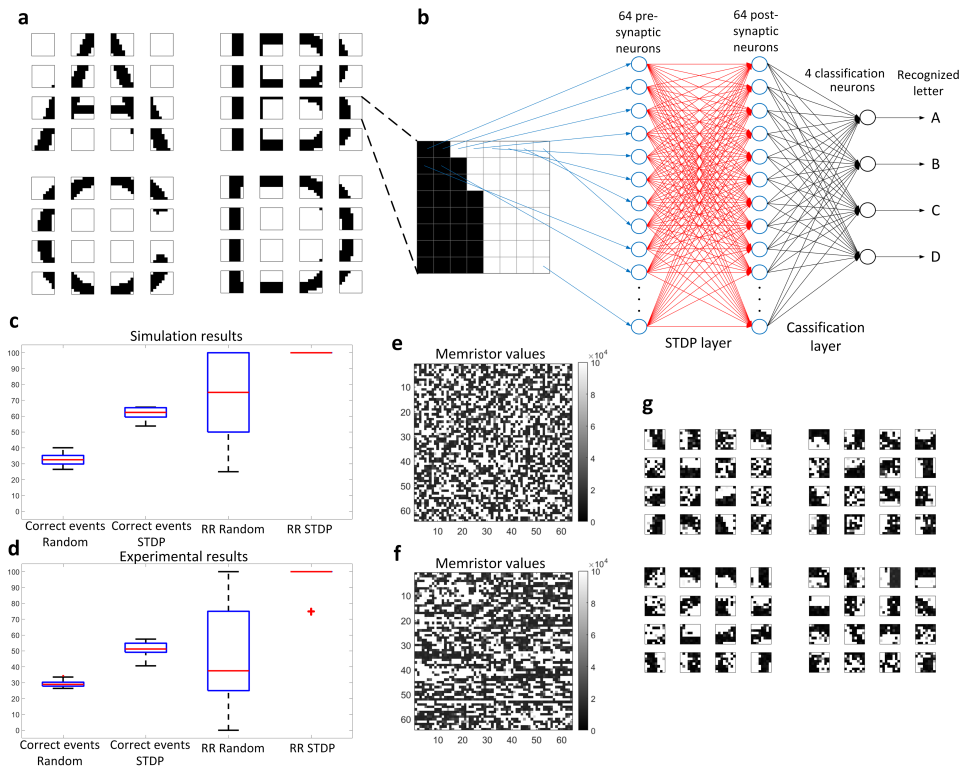 a
b
64 pre-
synaptic
neurons
64 post-
synaptic
neurons
4 classification
neurons
Recognized
letter
A
B
C
D
STDP layer
Cassification
layer
c
Simulation results
100
90
80
70
60
50
40
30
20
10
0
Correct events
Random
Correct events
STDP
RR Random
RR STDP
d
Experimental results
100
90
80
70
60
50
40
30
20
10
0
Correct events
Random
Correct events
STDP
RR Random
RR STDP
e
Memristor values
×10⁴
10
20
30
40
50
60
10 20 30 40 50 60
10
8
6
4
2
0
f
Memristor values
×10⁴
10
20
30
40
50
60
10 20 30 40 50 60
10
8
6
4
2
0
g